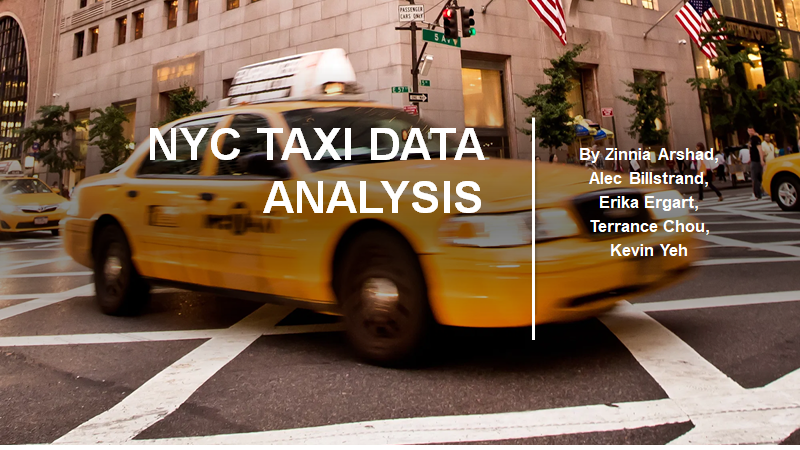 PASSENGER
CARS ONLY
5 AV
E 57 ST
NYC TAXI DATA
ANALYSIS
By Zinnia Arshad,
Alec Billstrand,
Erika Ergart,
Terrance Chou,
Kevin Yeh